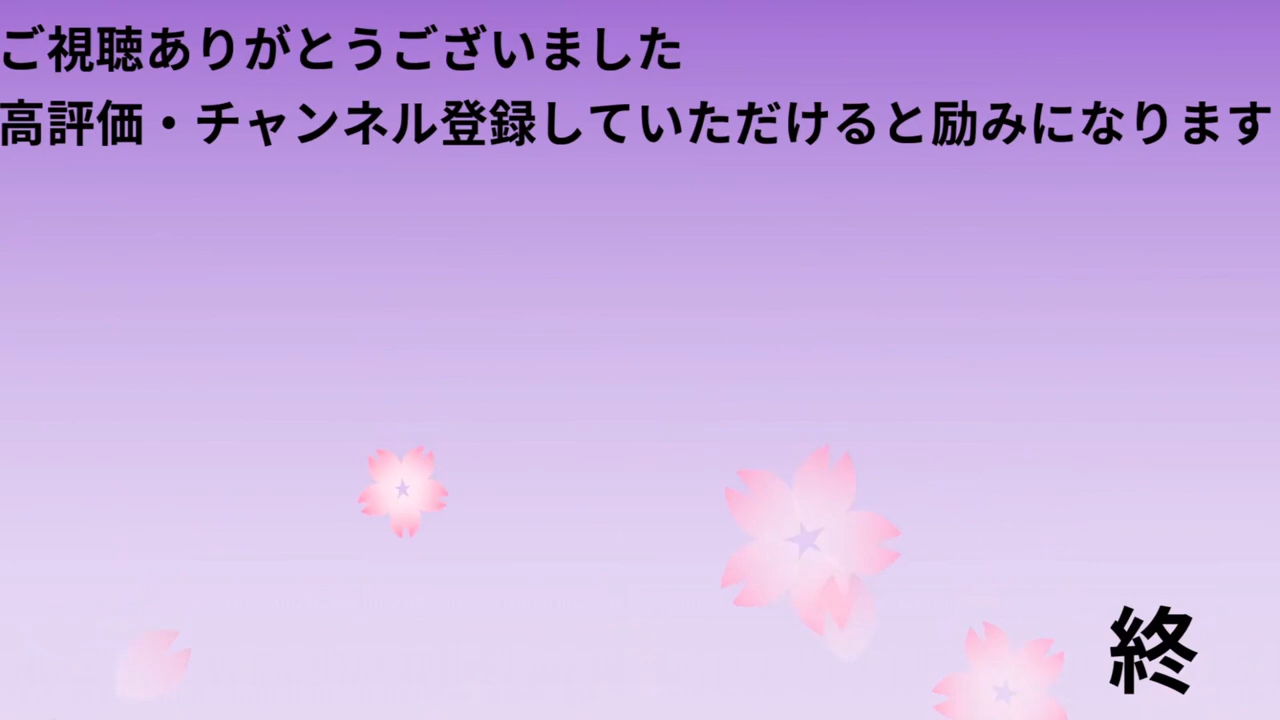 ご視聴ありがとうございました
高評価・チャンネル登録していただけると励みになります
終